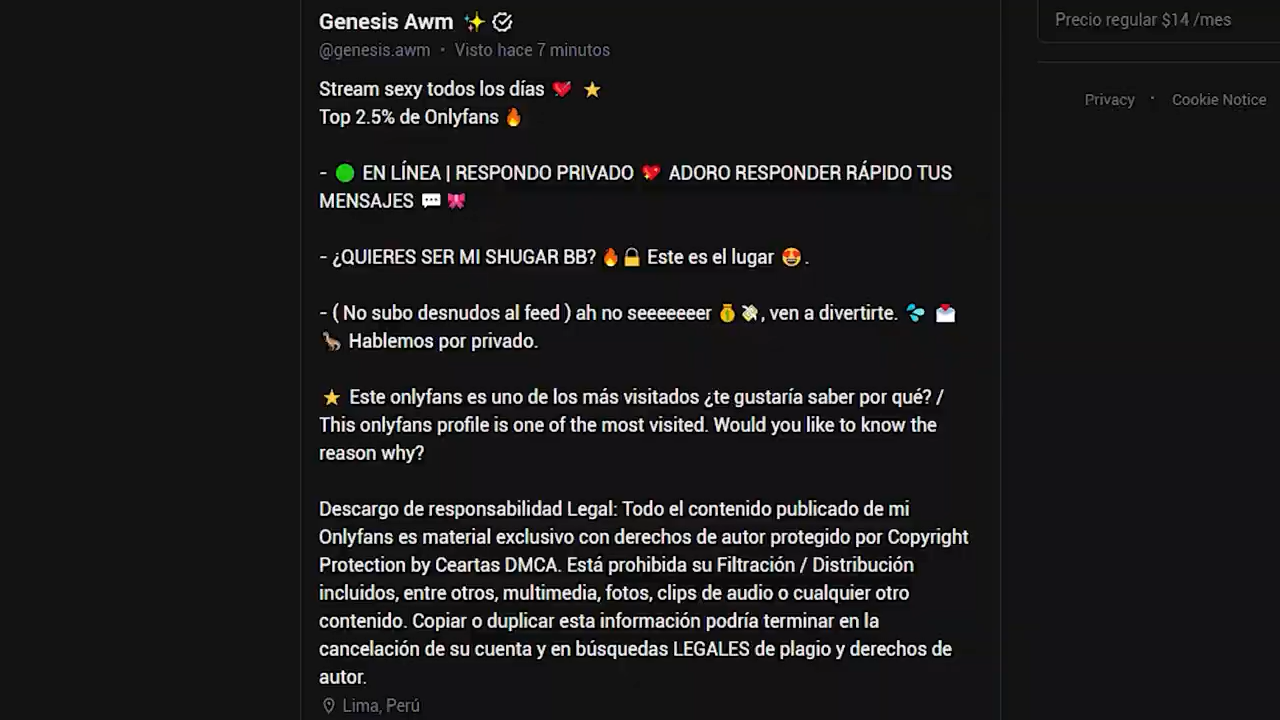 Genesis Awm ✨
@genesis.awm · Visto hace 7 minutos
Precio regular $14 /mes
Privacy · Cookie Notice
Stream sexy todos los días 💘 ⭐
Top 2.5% de Onlyfans 🔥
- 🟢 EN LÍNEA | RESPONDO PRIVADO 💖 ADORO RESPONDER RÁPIDO TUS
MENSAJES 💬 🎀
- ¿QUIERES SER MI SHUGAR BB? 🔥🔒 Este es el lugar 😍.
- ( No subo desnudos al feed ) ah no seeeeeer 💰💸, ven a divertirte. 💦 💌
🦕 Hablemos por privado.
⭐ Este onlyfans es uno de los más visitados ¿te gustaría saber por qué? /
This onlyfans profile is one of the most visited. Would you like to know the
reason why?
Descargo de responsabilidad Legal: Todo el contenido publicado de mi
Onlyfans es material exclusivo con derechos de autor protegido por Copyright
Protection by Ceartas DMCA. Está prohibida su Filtración / Distribución
incluidos, entre otros, multimedia, fotos, clips de audio o cualquier otro
contenido. Copiar o duplicar esta información podría terminar en la
cancelación de su cuenta y en búsquedas LEGALES de plagio y derechos de
autor.
Lima, Perú